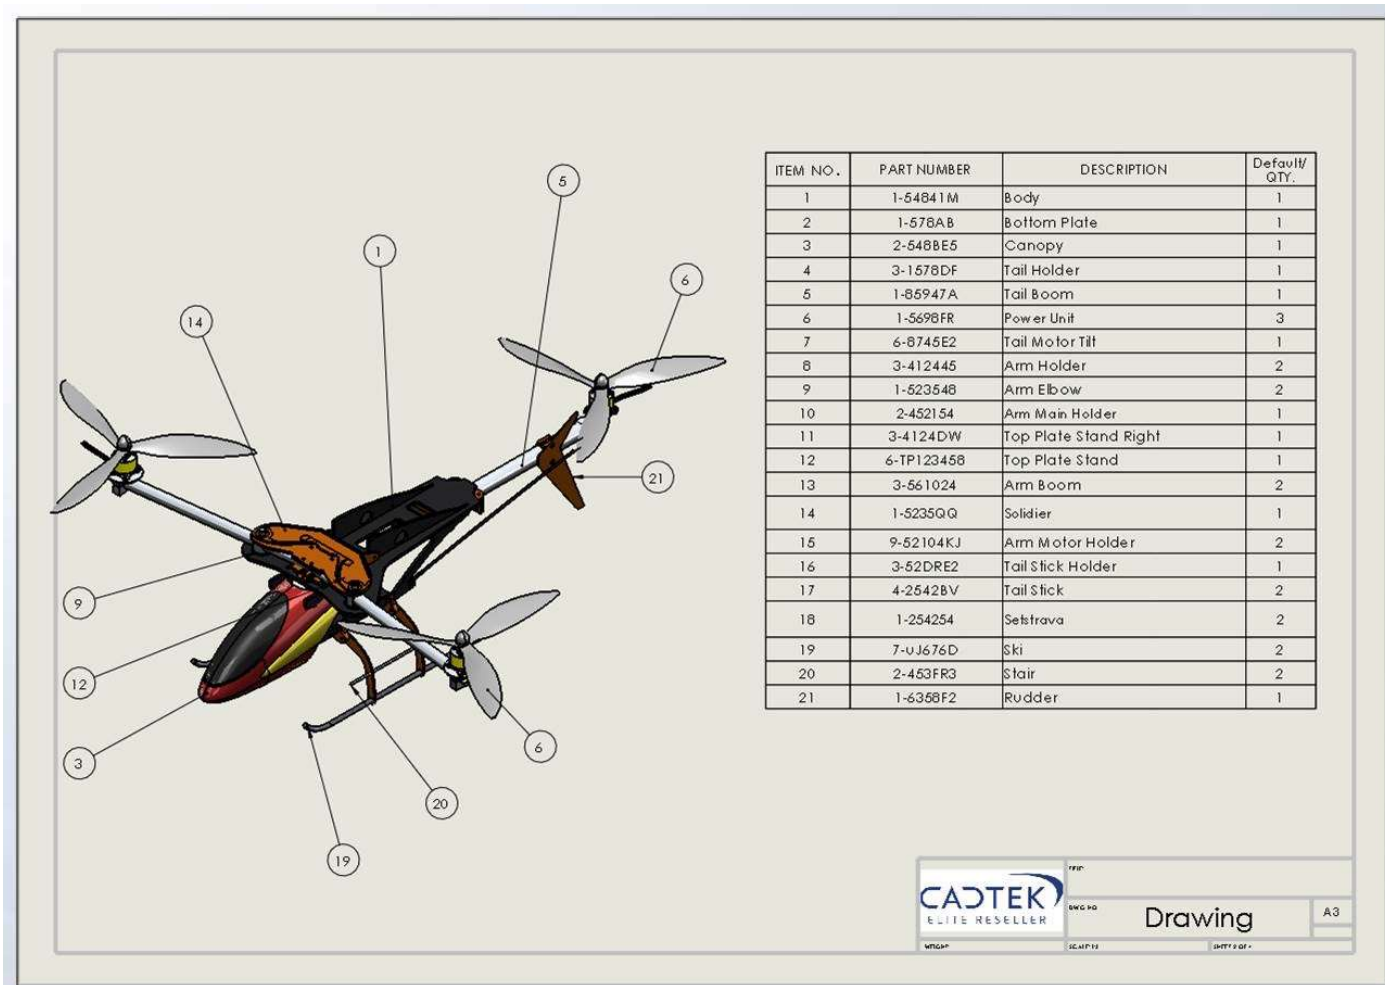 5
1
6
14
21
9
12
3
6
20
19
ITEM NO. PART NUMBER DESCRIPTION Default/ QTY.
1 1-54841M Body 1
2 1-578AB Bottom Plate 1
3 2-548BE5 Canopy 1
4 3-1578DF Tail Holder 1
5 1-85947A Tail Boom 1
6 1-5698FR Power Unit 3
7 6-8745E2 Tail Motor Tilt 1
8 3-412445 Arm Holder 2
9 1-523548 Arm Elbow 2
10 2-452154 Arm Main Holder 1
11 3-4124DW Top Plate Stand Right 1
12 6-TP123458 Top Plate Stand 1
13 3-561024 Arm Boom 2
14 1-5235QQ Solidier 1
15 9-52104KJ Arm Motor Holder 2
16 3-52DRE2 Tail Stick Holder 1
17 4-2542BV Tail Stick 2
18 1-254254 Setstrava 2
19 7-UJ676D Ski 2
20 2-453FR3 Stair 2
21 1-6358F2 Rudder 1
CADTEK
ELITE RESELLER
DWG NO
Drawing
A3
WEIGHT: